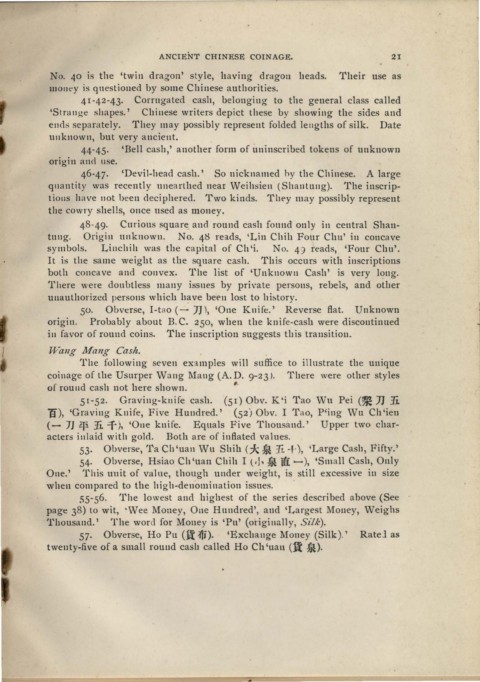 ANCIENT CHINESE COINAGE. 21
No. 40 is the ‘twin dragon’ style, having dragon heads. Their use as
money is questioned by some Chinese authorities.
41-42-43. Corrugated cash, belonging to the general class called
‘Strange shapes.’ Chinese writers depict these by showing the sides and
ends separately. They may possibly represent folded lengths of silk. Date
unknown, but very ancient.
44-45. ‘Bell cash,’ another form of uninscribed tokens of unknown
origin and use.
46-47. ‘Devil-head cash.’ So nicknamed by the Chinese. A large
quantity was recently unearthed near Weihsien (Shantung). The inscrip-
tions have not been deciphered. Two kinds. They may possibly represent
the cowry shells, once used as money.
48-49. Curious square and round cash found only in central Shan-
tung. Origin unknown. No. 48 reads, ‘Lin Chih Four Chu’ in concave
symbols. Linchih was the capital of Ch‘i. No. 49 reads, ‘Four Chu’.
It is the same weight as the square cash. This occurs with inscriptions
both concave and convex. The list of ‘Unknown Cash’ is very long.
There were doubtless many issues by private persons, rebels, and other
unauthorized persons which have been lost to history.
50. Obverse, I-tao (一 刀), ‘One Knife.’ Reverse flat. Unknown
origin. Probably about B.C. 250, when the knife-cash were discontinued
in favor of round coins. The inscription suggests this transition.
Wang Mang Cash.
The following seven examples will suffice to illustrate the unique
coinage of the Usurper Wang Mang (A.D. 9-23). There were other styles
of round cash not here shown.
51-52. Graving-knife cash. (51) Obv. K‘i Tao Wu Pei (栔 刀 五
百), ‘Graving Knife, Five Hundred.’ (52) Obv. I Tao, P‘ing Wu Ch‘ien
(一 刀 平 五 千), ‘One knife. Equals Five Thousand.’ Upper two char-
acters inlaid with gold. Both are of inflated values.
53. Obverse, Ta Ch‘uan Wu Shih (大 泉 五 十), ‘Large Cash, Fifty.’
54. Obverse, Hsiao Ch‘uan Chih I (小 泉 直 一), ‘Small Cash, Only
One.’ This unit of value, though under weight, is still excessive in size
when compared to the high-denomination issues.
55-56. The lowest and highest of the series described above (See
page 38) to wit, ‘Wee Money, One Hundred’, and ‘Largest Money, Weighs
Thousand.’ The word for Money is ‘Pu’ (originally, Silk).
57. Obverse, Ho Pu (貨 布). ‘Exchange Money (Silk).’ Rated as
twenty-five of a small round cash called Ho Ch‘uan (貨 泉).